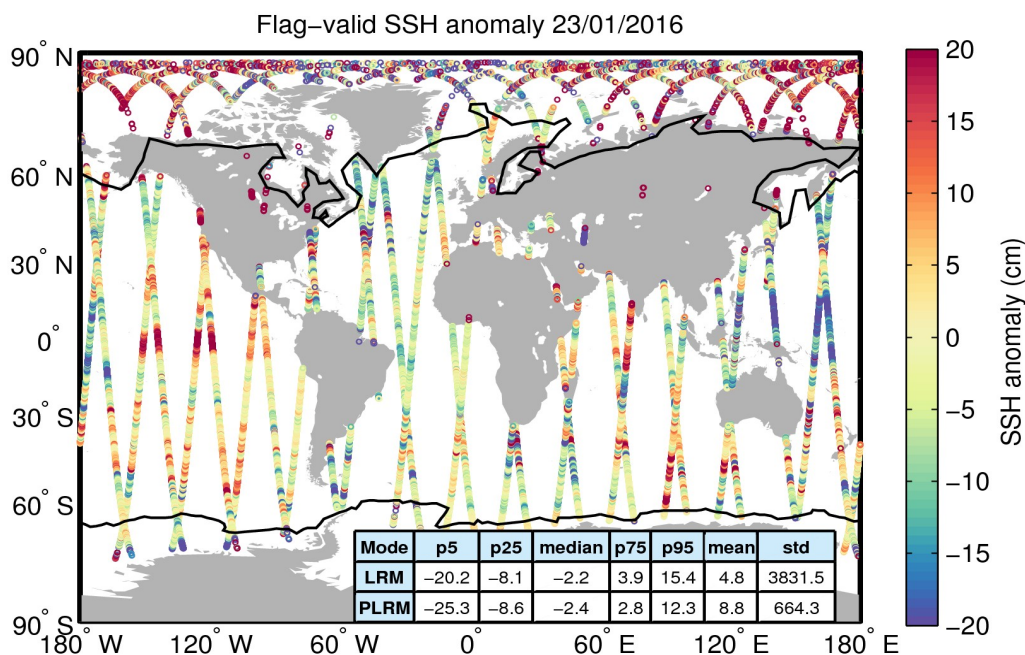 Flag−valid SSH anomaly 23/01/2016
90° N
60° N
30° N
0°
30° S
60° S
90° S
180° W
120° W
60° W
0°
60° E
120° E
180° E
Mode p5 p25 median p75 p95 mean std
LRM −20.2 −8.1 −2.2 3.9 15.4 4.8 3831.5
PLRM −25.3 −8.6 −2.4 2.8 12.3 8.8 664.3
20
15
10
5
0
−5
−10
−15
−20
SSH anomaly (cm)